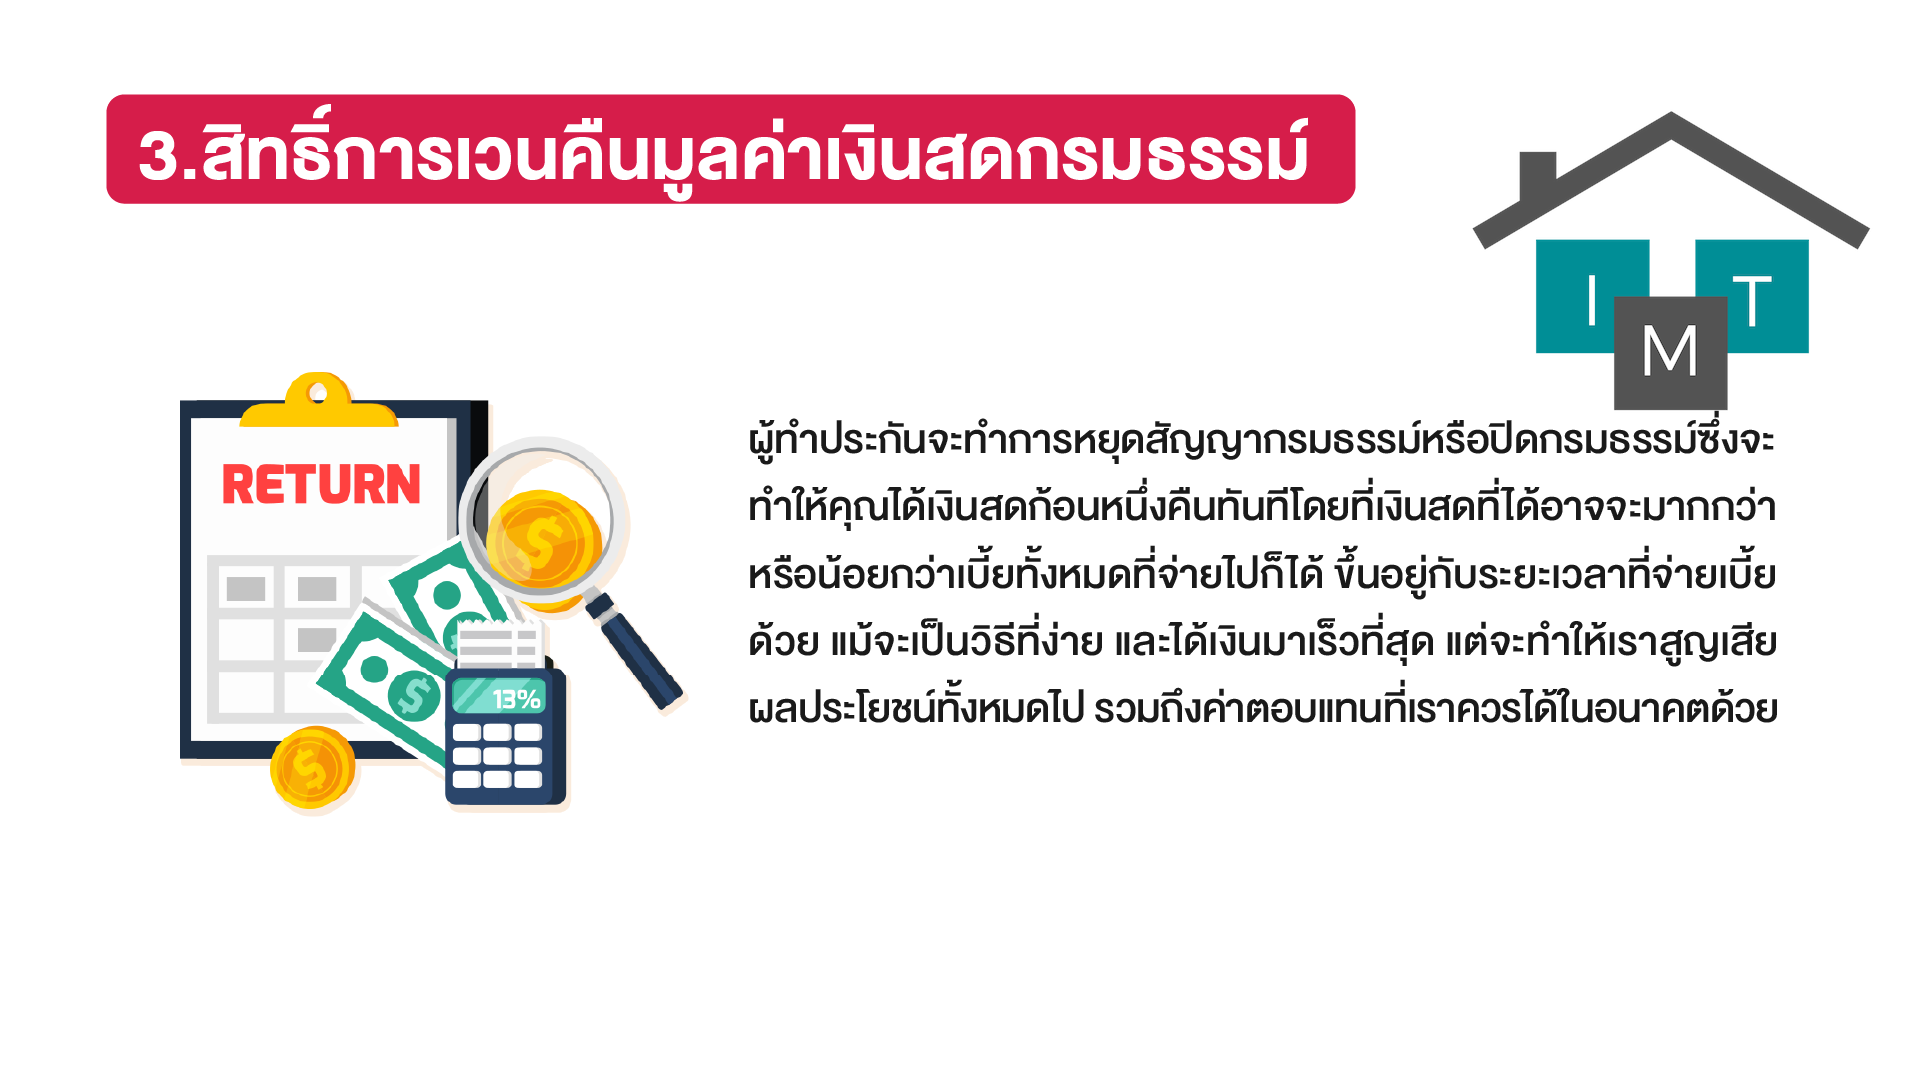 3.สิทธิ์การเวนคืนมูลค่าเงินสดกรมธรรม์
I
T
M
RETURN
13%
ผู้ทำประกันจะทำการหยุดสัญญากรมธรรม์หรือปิดกรมธรรม์ซึ่งจะ
ทำให้คุณได้เงินสดก้อนหนึ่งคืนทันทีโดยที่เงินสดที่ได้อาจจะมากกว่า
หรือน้อยกว่าเบี้ยทั้งหมดที่จ่ายไปก็ได้ ขึ้นอยู่กับระยะเวลาที่จ่ายเบี้ย
ด้วย แม้จะเป็นวิธีที่ง่าย และได้เงินมาเร็วที่สุด แต่จะทำให้เราสูญเสีย
ผลประโยชน์ทั้งหมดไป รวมถึงค่าตอบแทนที่เราควรได้ในอนาคตด้วย